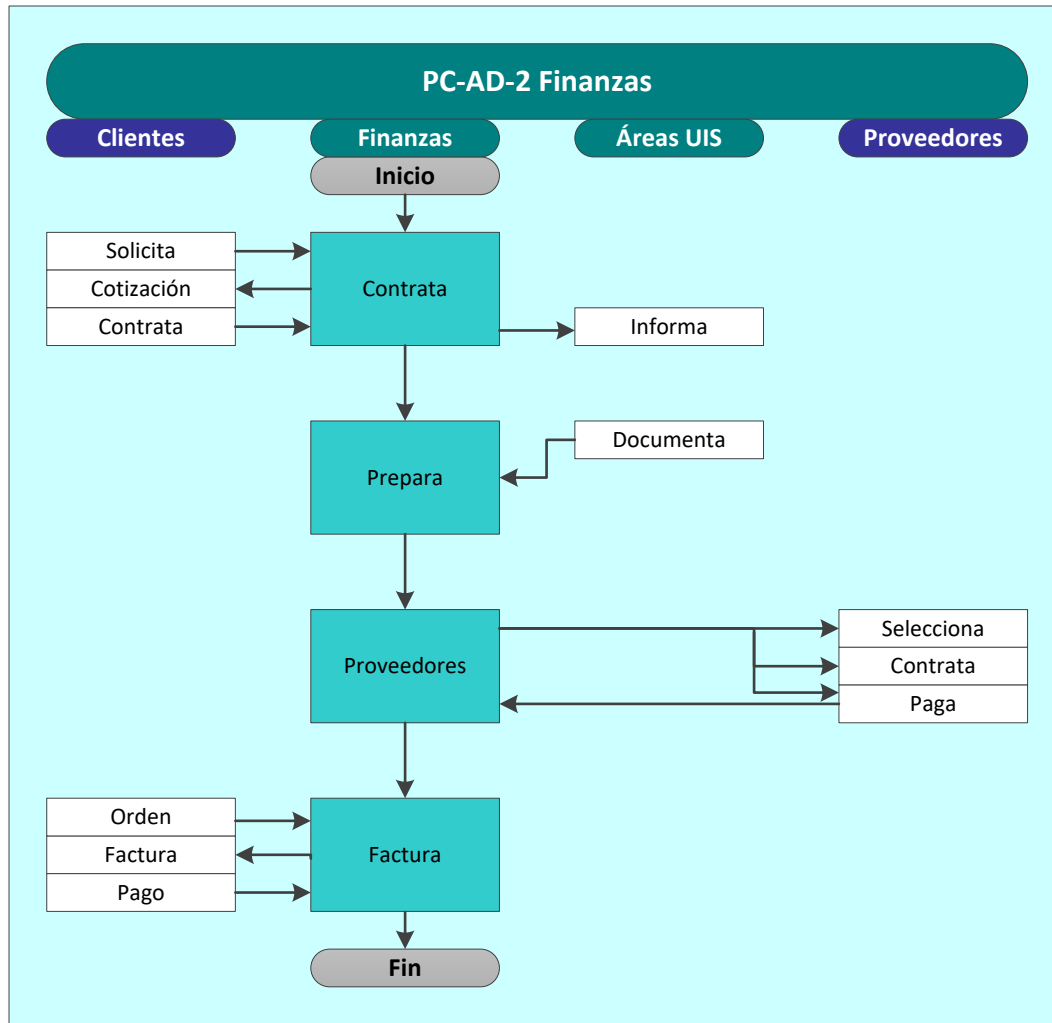 PC-AD-2 Finanzas
Clientes
Finanzas
Áreas UIS
Proveedores
Inicio
Solicita
Cotización
Contrata
Contrata
Informa
Prepara
Documenta
Proveedores
Selecciona
Contrata
Paga
Orden
Factura
Pago
Factura
Fin